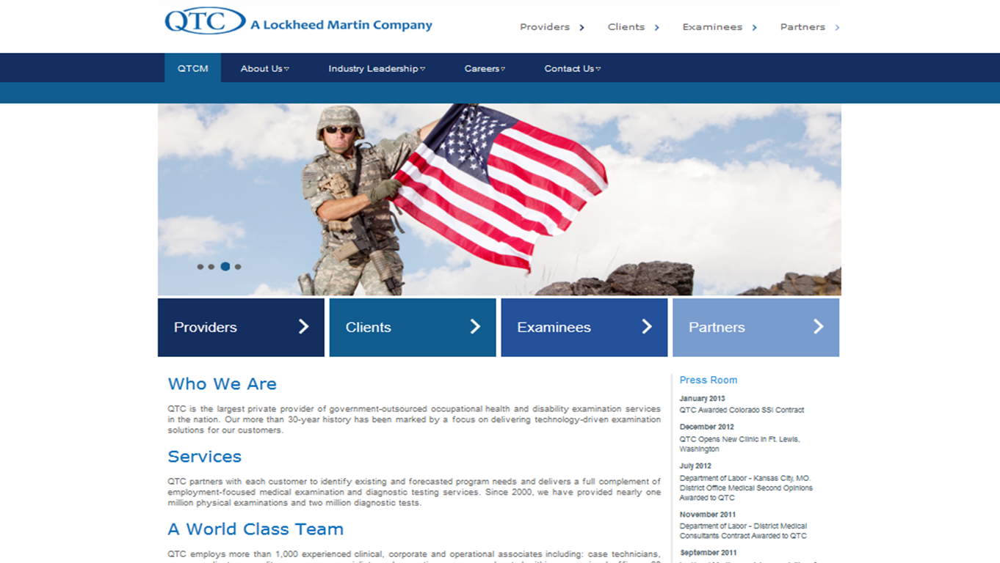 QTC A Lockheed Martin Company
Providers Clients Examinees Partners
QTCM About Us Industry Leadership Careers Contact Us
Providers Clients Examinees Partners
Who We Are
QTC is the largest private provider of government-outsourced occupational health and disability examination services
in the nation. Our more than 30-year history has been marked by a focus on delivering technology-driven examination
solutions for our customers.
Services
QTC partners with each customer to identify existing and forecasted program needs and delivers a full complement of
employment-focused medical examination and diagnostic testing services. Since 2000, we have provided nearly one
million physical examinations and two million diagnostic tests.
A World Class Team
QTC employs more than 1,000 experienced clinical, corporate and operational associates including: case technicians,
Press Room
January 2013
QTC Awarded Colorado SSI Contract
December 2012
QTC Opens New Clinic in Ft. Lewis,
Washington
July 2012
Department of Labor - Kansas City, MO.
District Office Medical Second Opinions
Awarded to QTC
November 2011
Department of Labor - District Medical
Consultants Contract Awarded to QTC
September 2011